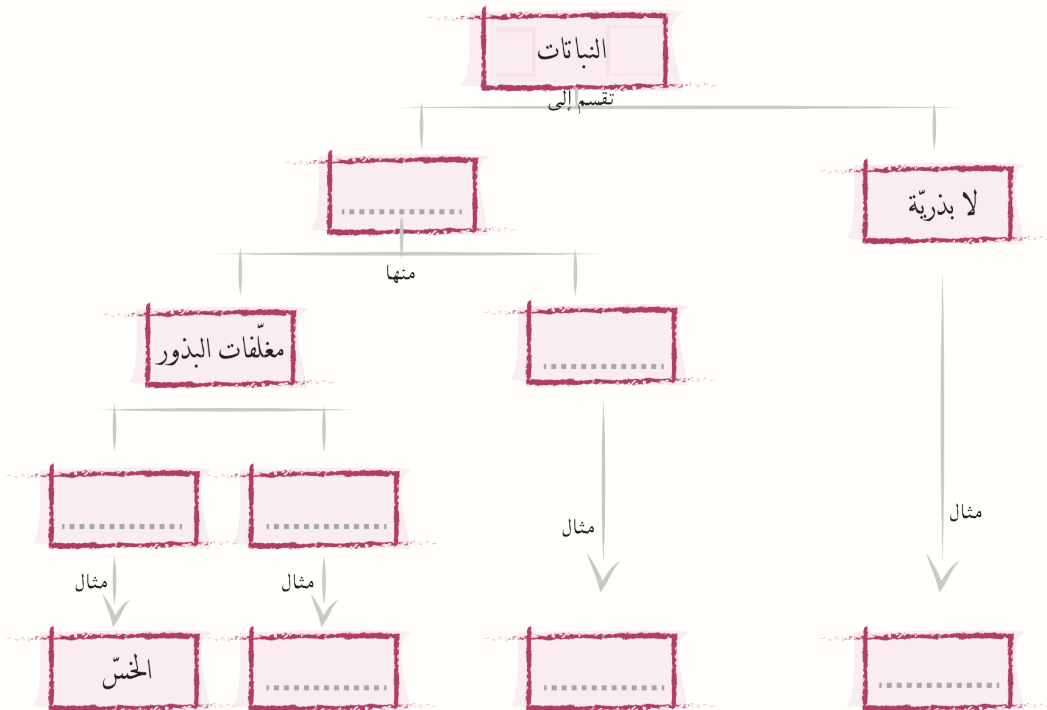 النباتات
تقسم إلى
لا بذريّة
منها
مغلّفات البذور
مثال
مثال
مثال
مثال
الخسّ